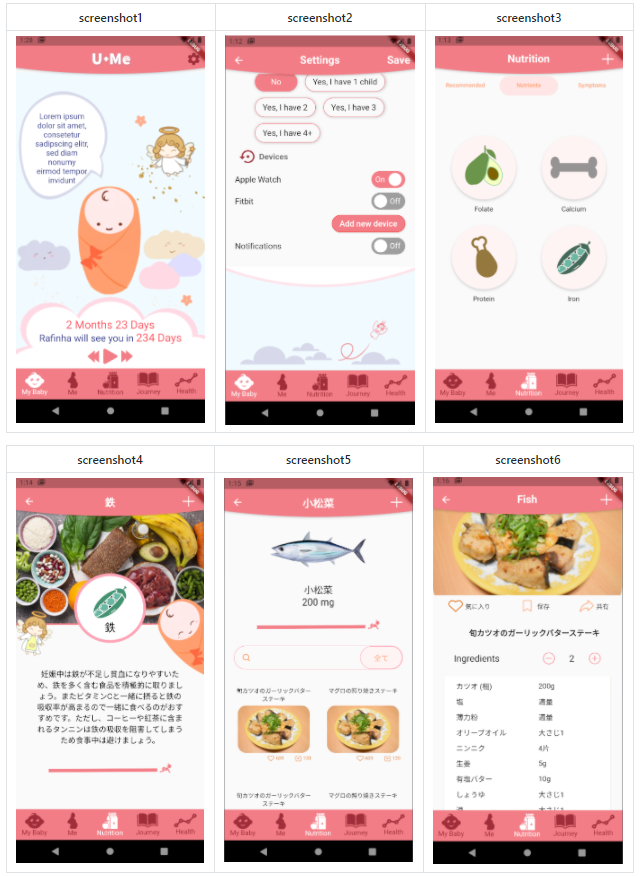 screenshot1
screenshot2
screenshot3
U•Me
Lorem ipsum
dolor sit amet,
consetetur
sadipscing elitr,
sed diam
nonumy
eirmod tempor
invidunt
2 Months 23 Days
Rafinha will see you in 234 Days
My Baby
Me
Nutrition
Journey
Health
1:12
Settings
Save
No
Yes, I have 1 child
Yes, I have 2
Yes, I have 3
Yes, I have 4+
Devices
Apple Watch
On
Fitbit
Off
Add new device
Notifications
Off
My Baby
Me
Nutrition
Journey
Health
1:13
Nutrition
Recommended
Nutrients
Symptoms
Folate
Calcium
Protein
Iron
My Baby
Me
Nutrition
Journey
Health
screenshot4
screenshot5
screenshot6
1:14
鉄
鉄
妊娠中は鉄が不足し貧血になりやすいた
め、鉄を多く含む食品を積極的に取りまし
ょう。またビタミンCと一緒に摂ると鉄の
吸収率が高まるので一緒に食べるのがおす
すめです。ただし、コーヒーや紅茶に含ま
れるタンニンは鉄の吸収を阻害してしまう
ため食事中は避けましょう。
My Baby
Me
Nutrition
Journey
Health
1:15
小松菜
小松菜
200 mg
全て
旬カツオのガーリックバター
ステーキ
マグロの照り焼きステーキ
旬カツオのガーリックバター
ステーキ
マグロの照り焼きステーキ
My Baby
Me
Nutrition
Journey
Health
1:16
Fish
気に入り
保存
共有
旬カツオのガーリックバターステーキ
Ingredients
2
カツオ (柵)
200g
塩
適量
薄力粉
適量
オリーブオイル
大さじ1
ニンニク
4片
生姜
5g
有塩バター
10g
しょうゆ
大さじ1
酒
大さじ1
My Baby
Me
Nutrition
Journey
Health